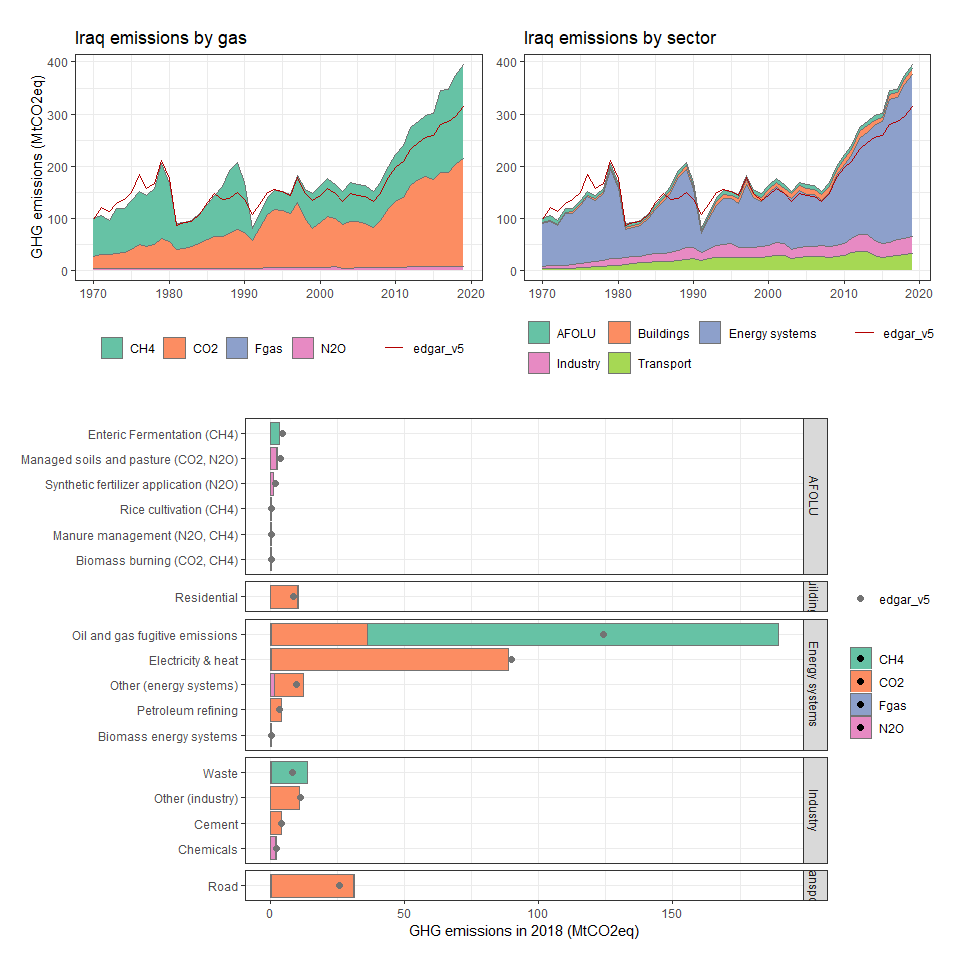 Iraq emissions by gas
GHG emissions (MtCO2eq)
400
300
200
100
0
1970
1980
1990
2000
2010
2020
CH4
CO2
Fgas
N2O
edgar_v5
Iraq emissions by sector
400
300
200
100
0
1970
1980
1990
2000
2010
2020
AFOLU
Buildings
Energy systems
edgar_v5
Industry
Transport
Enteric Fermentation (CH4)
Managed soils and pasture (CO2, N2O)
Synthetic fertilizer application (N2O)
Rice cultivation (CH4)
Manure management (N2O, CH4)
Biomass burning (CO2, CH4)
AFOLU
Residential
Oil and gas fugitive emissions
Electricity & heat
Other (energy systems)
Petroleum refining
Biomass energy systems
Energy systems
Waste
Other (industry)
Cement
Chemicals
Industry
Road
0
50
100
150
GHG emissions in 2018 (MtCO2eq)
edgar_v5
CH4
CO2
Fgas
N2O